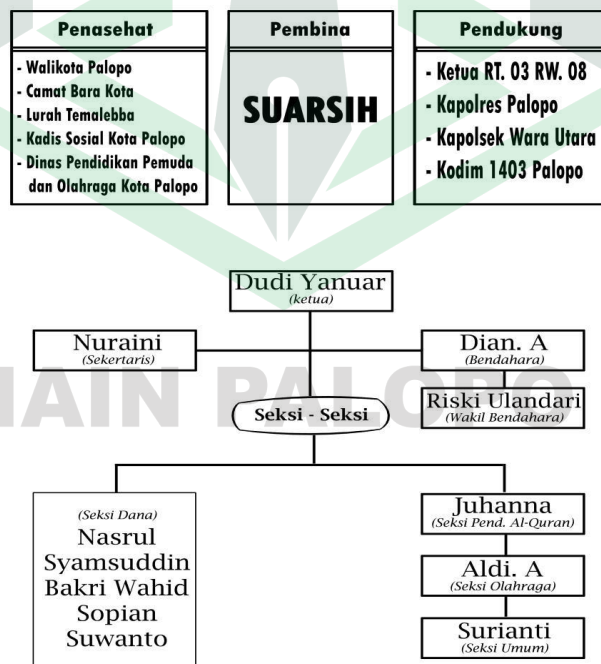 Penasehat
- Walikota Palopo
- Camat Bara Kota
- Lurah Temalebba
- Kadis Sosial Kota Palopo
- Dinas Pendidikan Pemuda
dan Olahraga Kota Palopo
Pembina
SUARSIH
Pendukung
- Ketua RT. 03 RW. 08
- Kapolres Palopo
- Kapolsek Wara Utara
- Kodim 1403 Palopo
Dudi Yanuar
(ketua)
Nuraini
(Sekertaris)
Dian. A
(Bendahara)
Riski Ulandari
(Wakil Bendahara)
IAIN PALOPO
Seksi - Seksi
(Seksi Dana)
Nasrul
Syamsuddin
Bakri Wahid
Sopian
Suwanto
Juhanna
(Seksi Pend. Al-Quran)
Aldi. A
(Seksi Olahraga)
Surianti
(Seksi Umum)